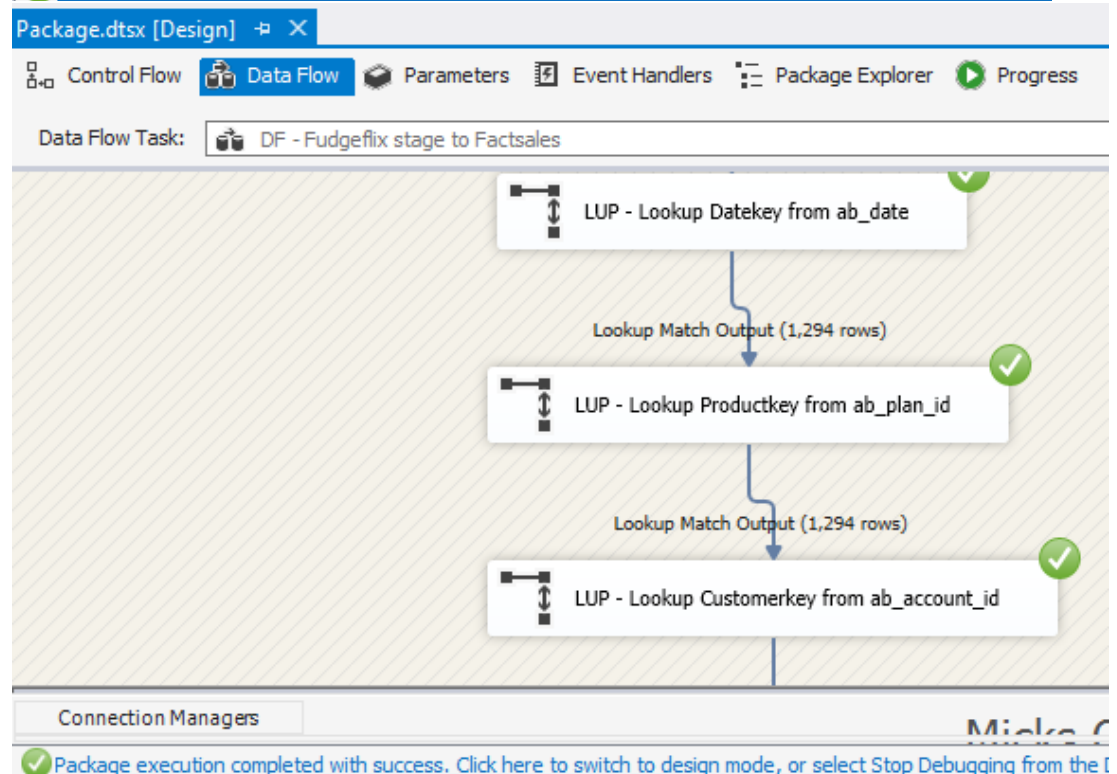 Package.dtsx [Design]
Control Flow Data Flow Parameters Event Handlers Package Explorer Progress
Data Flow Task: DF - Fudgeflix stage to Factsales
LUP - Lookup Datekey from ab_date
Lookup Match Output (1,294 rows)
LUP - Lookup Productkey from ab_plan_id
Lookup Match Output (1,294 rows)
LUP - Lookup Customerkey from ab_account_id
Connection Managers
Package execution completed with success. Click here to switch to design mode, or select Stop Debugging from the